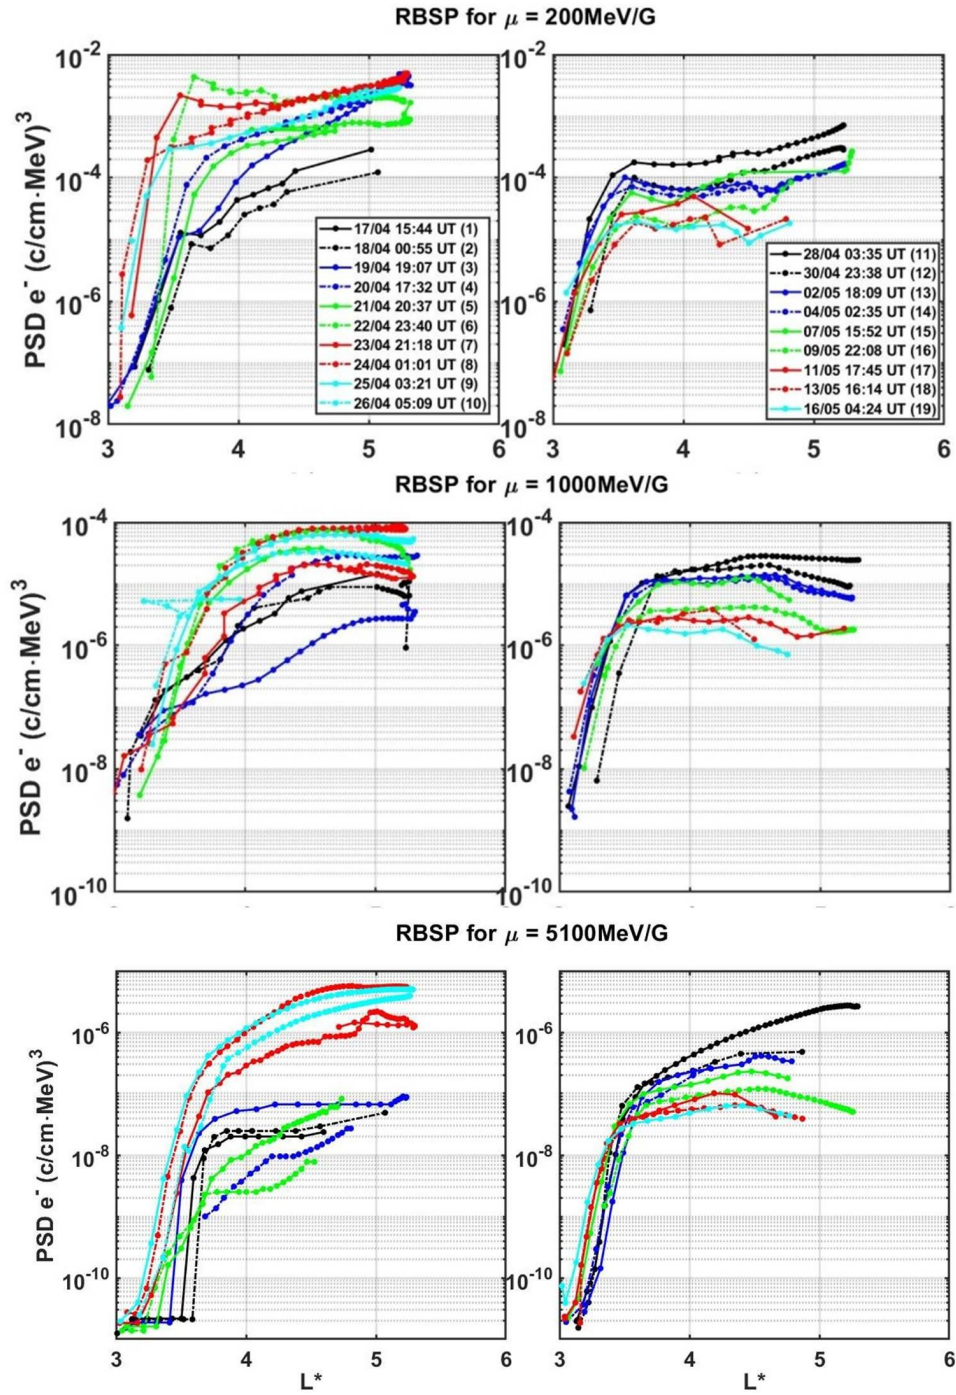 RBSP for μ = 200MeV/G
PSD e⁻ (c/cm·MeV)³
10⁻²
10⁻⁴
10⁻⁶
10⁻⁸
3 4 5 6
17/04 15:44 UT (1)
18/04 00:55 UT (2)
19/04 19:07 UT (3)
20/04 17:32 UT (4)
21/04 20:37 UT (5)
22/04 23:40 UT (6)
23/04 21:18 UT (7)
24/04 01:01 UT (8)
25/04 03:21 UT (9)
26/04 05:09 UT (10)
10⁻²
10⁻⁴
10⁻⁶
10⁻⁸
3 4 5 6
28/04 03:35 UT (11)
30/04 23:38 UT (12)
02/05 18:09 UT (13)
04/05 02:35 UT (14)
07/05 15:52 UT (15)
09/05 22:08 UT (16)
11/05 17:45 UT (17)
13/05 16:14 UT (18)
16/05 04:24 UT (19)
RBSP for μ = 1000MeV/G
PSD e⁻ (c/cm·MeV)³
10⁻⁴
10⁻⁶
10⁻⁸
10⁻¹⁰
10⁻⁴
10⁻⁶
10⁻⁸
10⁻¹⁰
RBSP for μ = 5100MeV/G
PSD e⁻ (c/cm·MeV)³
10⁻⁶
10⁻⁸
10⁻¹⁰
3 4 5 6
L*
10⁻⁶
10⁻⁸
10⁻¹⁰
3 4 5 6
L*